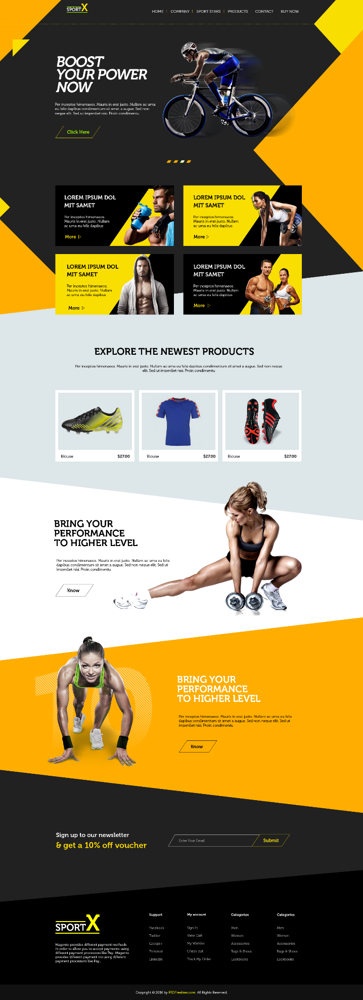 SPORTX
HOME COMPANY SPORT STARS PRODUCTS CONTACT BUY NOW
BOOST
YOUR POWER
NOW
Per inceptos himenaeos. Mauris in erat justo. Nullam ac urna
eu felis dapibus condimentum sit amet a augue. Sed non
neque elit. Sed ut imperdiet nisi. Proin condimentu
Click Here
LOREM IPSUM DOL
MIT SAMET
Per inceptos himenaeos.
Mauris in erat justo. Nullam
ac urna eu felis dapibus
More
LOREM IPSUM DOL
MIT SAMET
Per inceptos himenaeos.
Mauris in erat justo. Nullam
ac urna eu felis dapibus
More
LOREM IPSUM DOL
MIT SAMET
Per inceptos himenaeos.
Mauris in erat justo. Nullam
ac urna eu felis dapibus
More
LOREM IPSUM DOL
MIT SAMET
Per inceptos himenaeos.
Mauris in erat justo. Nullam
ac urna eu felis dapibus
More
EXPLORE THE NEWEST PRODUCTS
Per inceptos himenaeos. Mauris in erat justo. Nullam ac urna eu felis dapibus condimentum sit amet a augue. Sed non neque
elit. Sed ut imperdiet nisi. Proin condimentu
Blouse $27.00
Blouse $27.00
Blouse $27.00
BRING YOUR
PERFORMANCE
TO HIGHER LEVEL
Per inceptos himenaeos. Mauris in erat justo. Nullam ac urna eu felis
dapibus condimentum sit amet a augue. Sed non neque elit. Sed ut
imperdiet nisi. Proin condimentu
Know
10
BRING YOUR
PERFORMANCE
TO HIGHER LEVEL
Per inceptos himenaeos. Mauris in erat justo. Nullam ac urna eu felis
dapibus condimentum sit amet a augue. Sed non neque elit. Sed ut
imperdiet nisi. Proin condimentu
Know
Sign up to our newsletter
& get a 10% off voucher
Enter Your Email
Submit
SPORTX
Magento provides different payment methods
in order to allow you to accept payments using
different payment processors like Pay. Magento
provides different payment nts using different
payment processors like Pay...
Support
Facebook
Twitter
Google+
Pinterest
LinkedIn
My account
Sign In
View Cart
My Wishlist
Check out
Track My Order
Categories
Men
Women
Accessories
Bags & Shoes
Lookbooks
Categories
Men
Women
Accessories
Bags & Shoes
Lookbooks
Copyright © 2016 by PSDFreebies.com. All Rights Reserved.